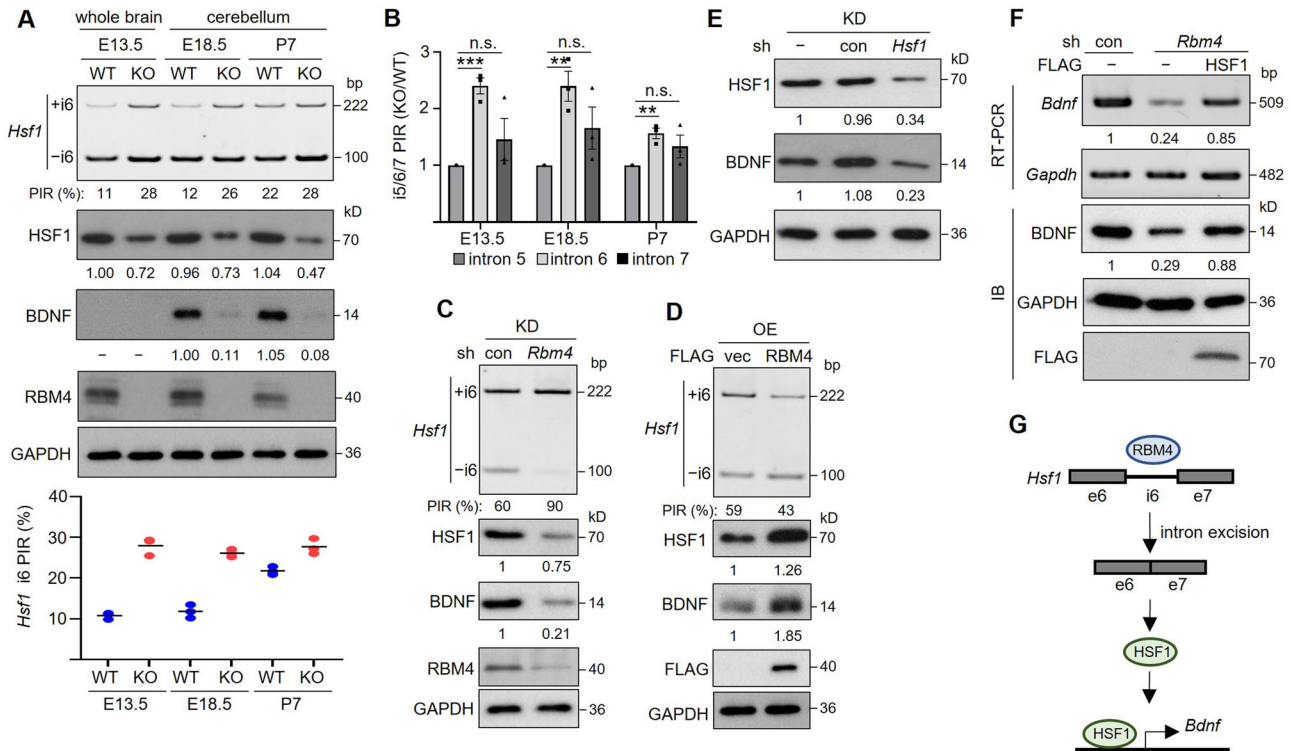 A
whole brain cerebellum
E13.5 E18.5 P7
WT KO WT KO WT KO bp
+i6 222
Hsf1
−i6 100
PIR (%): 11 28 12 26 22 28
kD
HSF1 70
1.00 0.72 0.96 0.73 1.04 0.47
BDNF 14
– – 1.00 0.11 1.05 0.08
RBM4 40
GAPDH 36
Hsf1 i6 PIR (%)
40
30
20
10
WT KO WT KO WT KO
E13.5 E18.5 P7
B
i5/6/7 PIR (KO/WT)
3
2
1
0
n.s. n.s. n.s.
*** ** **
E13.5 E18.5 P7
intron 5 intron 6 intron 7
C
KD
sh con Rbm4 bp
+i6 222
Hsf1
−i6 100
PIR (%): 60 90
kD
HSF1 70
1 0.75
BDNF 14
1 0.21
RBM4 40
GAPDH 36
D
OE
FLAG vec RBM4 bp
+i6 222
Hsf1
−i6 100
PIR (%): 59 43
kD
HSF1 70
1 1.26
BDNF 14
1 1.85
FLAG 40
GAPDH 36
E
KD
sh – con Hsf1 kD
HSF1 70
1 0.96 0.34
BDNF 14
1 1.08 0.23
GAPDH 36
F
sh con Rbm4
FLAG – – HSF1 bp
RT-PCR
Bdnf 509
1 0.24 0.85
Gapdh 482
IB
kD
BDNF 14
1 0.29 0.88
GAPDH 36
FLAG 70
G
RBM4
Hsf1
e6 i6 e7
intron excision
e6 e7
HSF1
HSF1 Bdnf